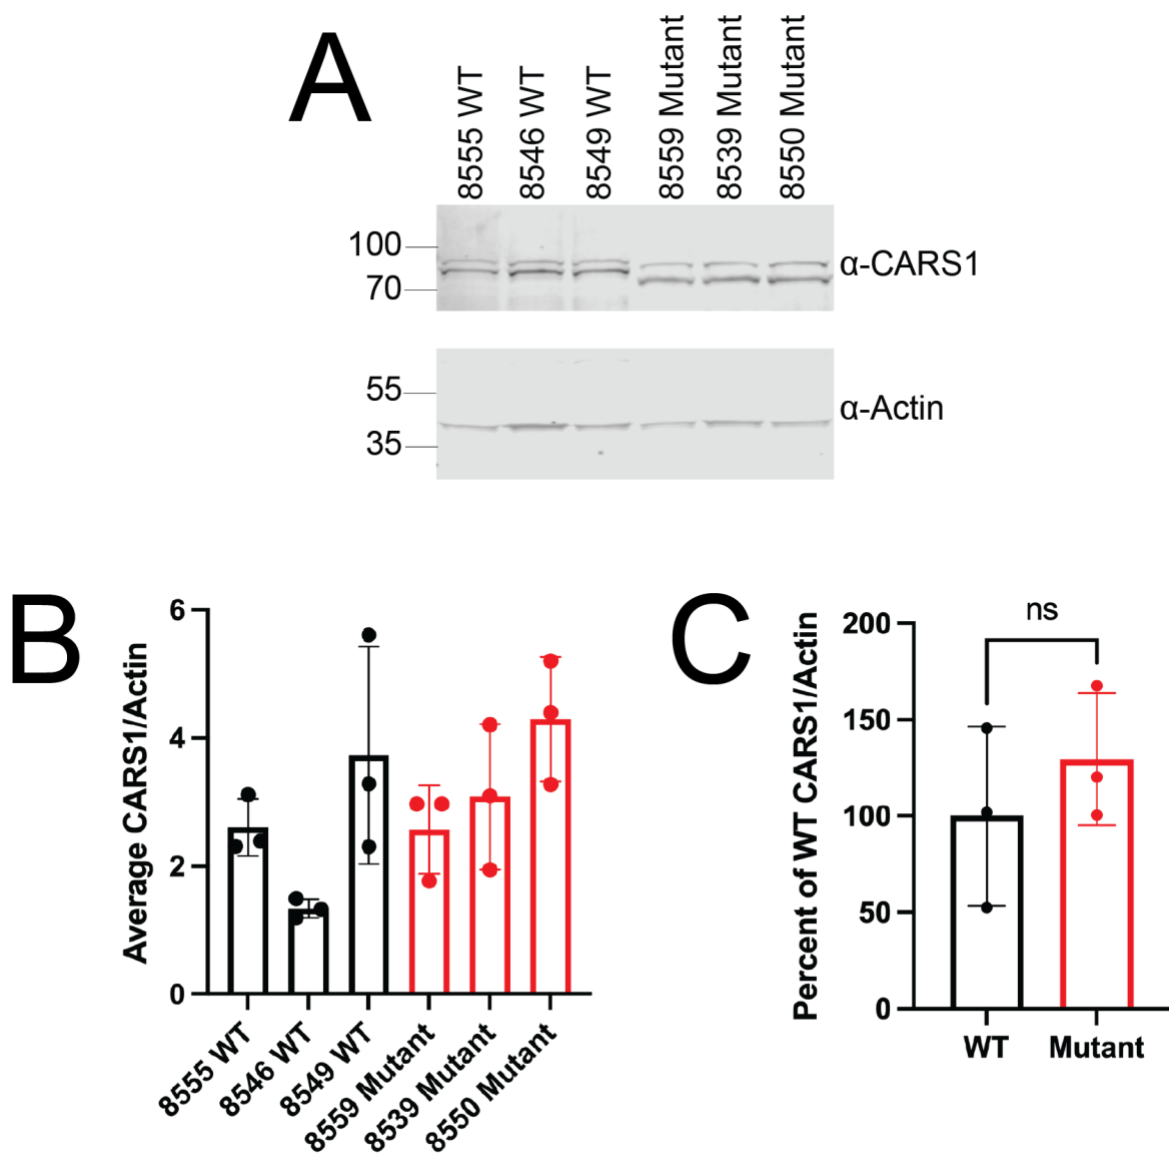 A
8555 WT
8546 WT
8549 WT
8559 Mutant
8539 Mutant
8550 Mutant
100
70
α-CARS1
55
35
α-Actin
B
Average CARS1/Actin
6
4
2
0
8555 WT
8546 WT
8549 WT
8559 Mutant
8539 Mutant
8550 Mutant
C
Percent of WT CARS1/Actin
200
150
100
50
0
ns
WT
Mutant